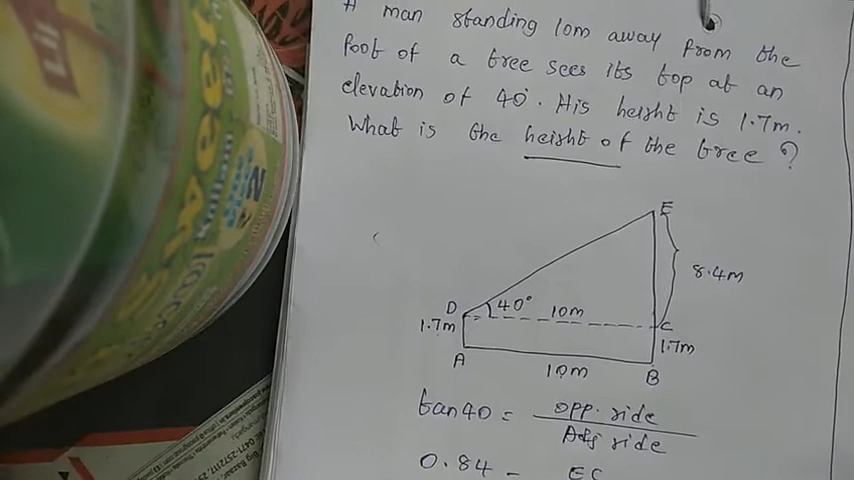 A man standing 10m away from the
foot of a tree sees its top at an
elevation of 40°. His height is 1.7m.
What is the height of the tree ?
E
8.4m
D
40°
10m
C
1.7m
1.7m
A
10m
B
tan40 = opp. side
Adj side
0.84 = EC